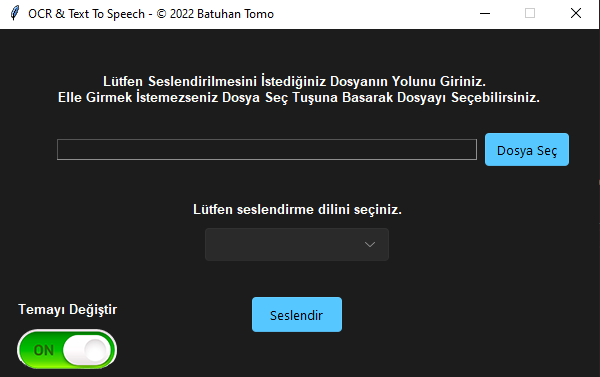 OCR & Text To Speech - © 2022 Batuhan Tomo
Lütfen Seslendirilmesini İstediğiniz Dosyanın Yolunu Giriniz.
Elle Girmek İstemezseniz Dosya Seç Tuşuna Basarak Dosyayı Seçebilirsiniz.
Dosya Seç
Lütfen seslendirme dilini seçiniz.
Temayı Değiştir
Seslendir
ON